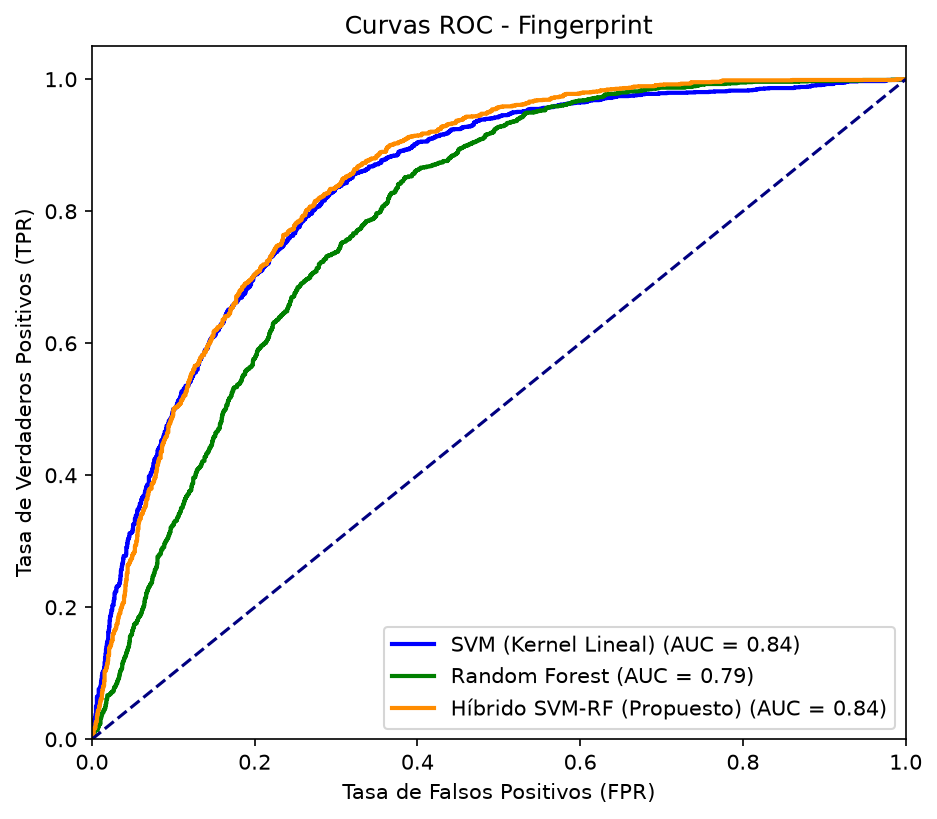 Curvas ROC - Fingerprint
1.0
0.8
0.6
0.4
0.2
0.0
Tasa de Verdaderos Positivos (TPR)
SVM (Kernel Lineal) (AUC = 0.84)
Random Forest (AUC = 0.79)
Híbrido SVM-RF (Propuesto) (AUC = 0.84)
0.0 0.2 0.4 0.6 0.8 1.0
Tasa de Falsos Positivos (FPR)